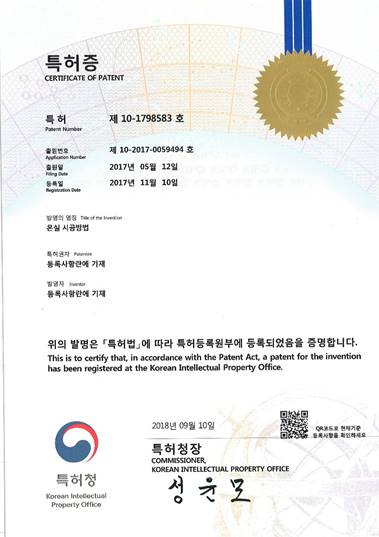 특허증
CERTIFICATE OF PATENT
특허 제 10-1798583 호
Patent Number
출원번호 제 10-2017-0059494 호
Application Number
출원일 2017년 05월 12일
Filing Date
등록일 2017년 11월 10일
Registration Date
발명의 명칭 Title of the Invention
온실 시공방법
특허권자 Patentee
등록사항란에 기재
발명자 Inventor
등록사항란에 기재
위의 발명은 「특허법」에 따라 특허등록원부에 등록되었음을 증명합니다.
This is to certify that, in accordance with the Patent Act, a patent for the invention
has been registered at the Korean Intellectual Property Office.
2018년 09월 10일
QR코드로 현재기준
등록사항을 확인하세요
특허청장
COMMISSIONER,
KOREAN INTELLECTUAL PROPERTY OFFICE
성윤모
특허청
Korean Intellectual
Property Office